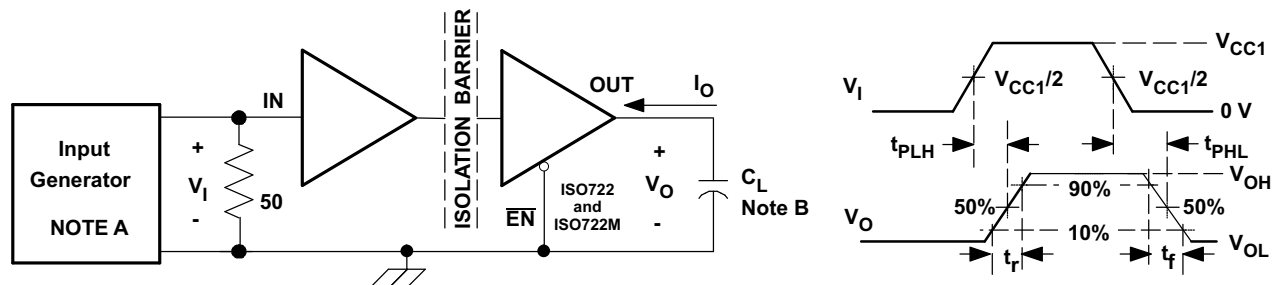 Input
Generator
NOTE A
+
V_I
-
50
IN
ISOLATION BARRIER
OUT
I_O
EN
ISO722
and
ISO722M
+
V_O
-
C_L
Note B
V_I
V_CC1
V_CC1/2
V_CC1/2
0 V
t_PLH
t_PHL
V_O
50%
90%
50%
10%
V_OH
V_OL
t_r
t_f